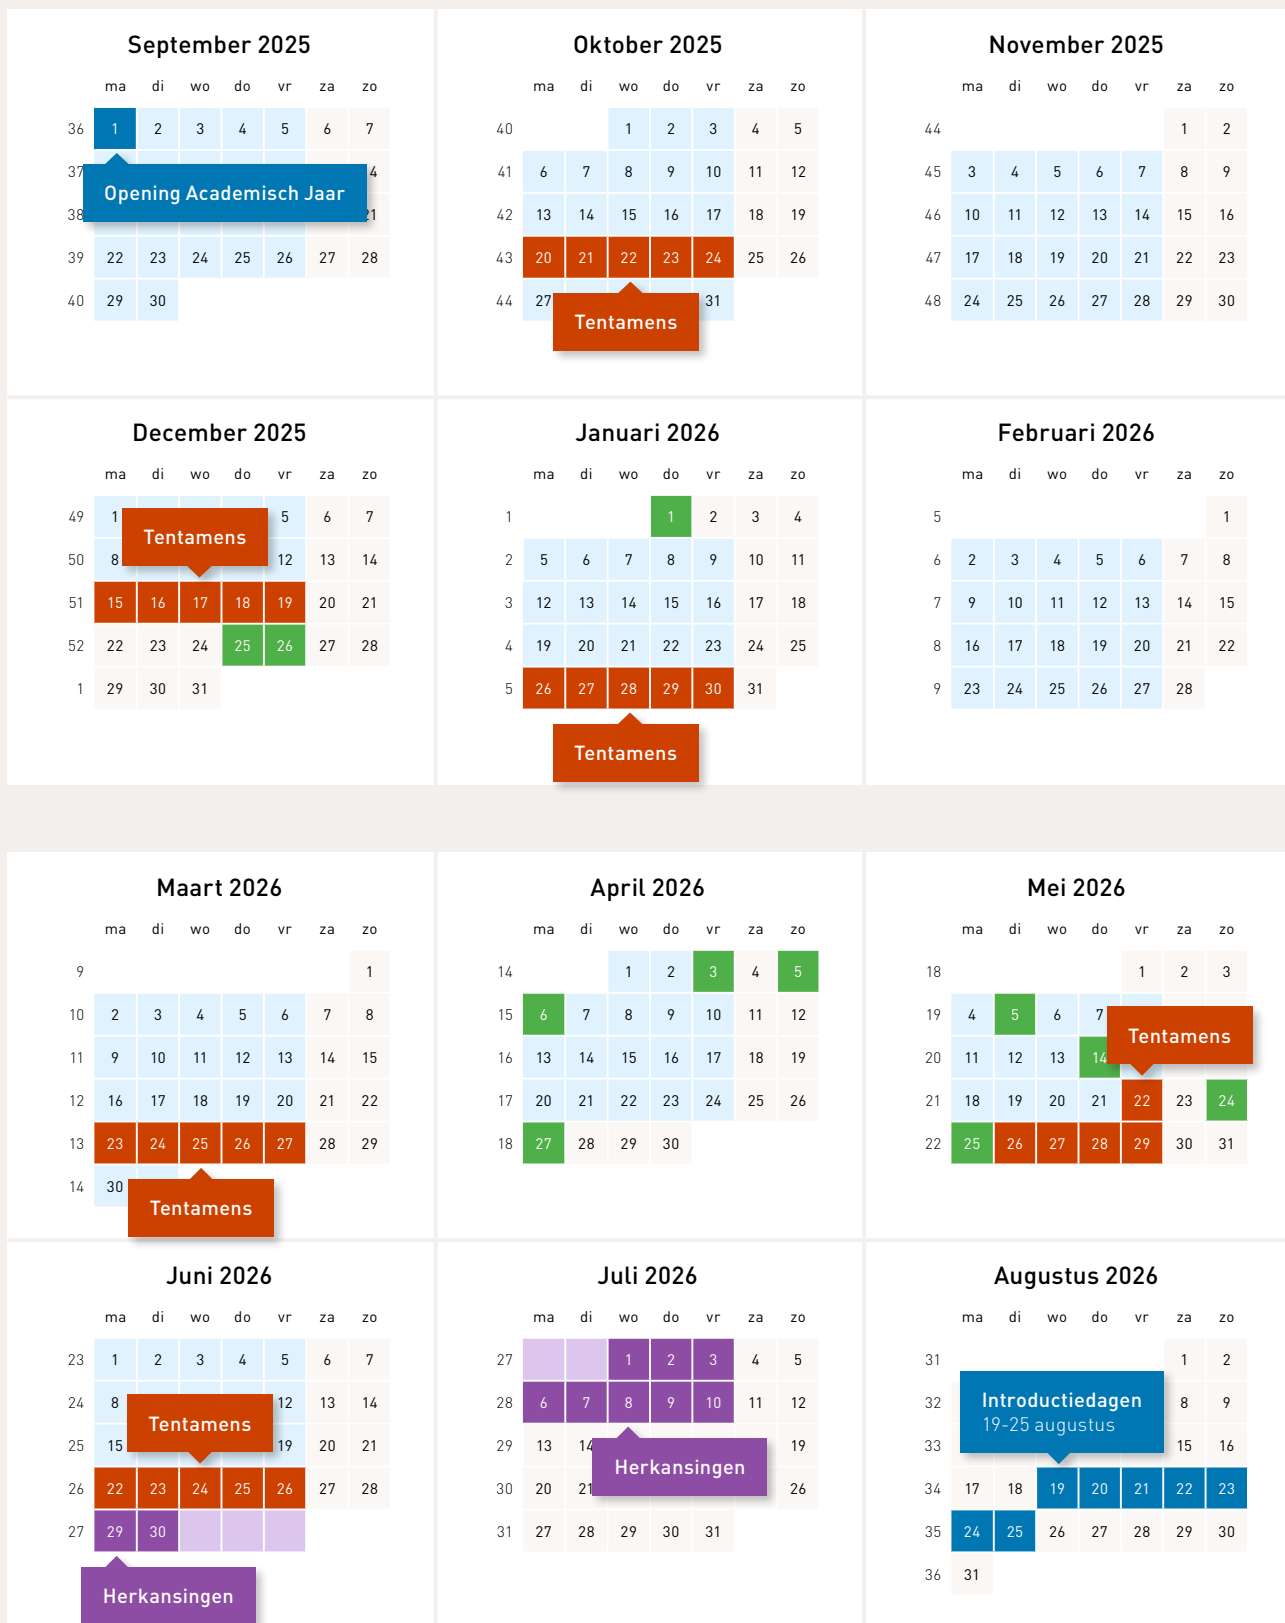 September 2025
ma di wo do vr za zo
36 1 2 3 4 5 6 7
37 4
Opening Academisch Jaar
38 21
39 22 23 24 25 26 27 28
40 29 30
Oktober 2025
ma di wo do vr za zo
40 1 2 3 4 5
41 6 7 8 9 10 11 12
42 13 14 15 16 17 18 19
43 20 21 22 23 24 25 26
44 27 31
Tentamens
November 2025
ma di wo do vr za zo
44 1 2
45 3 4 5 6 7 8 9
46 10 11 12 13 14 15 16
47 17 18 19 20 21 22 23
48 24 25 26 27 28 29 30
December 2025
ma di wo do vr za zo
49 1 5 6 7
Tentamens
50 8 12 13 14
51 15 16 17 18 19 20 21
52 22 23 24 25 26 27 28
1 29 30 31
Januari 2026
ma di wo do vr za zo
1 1 2 3 4
2 5 6 7 8 9 10 11
3 12 13 14 15 16 17 18
4 19 20 21 22 23 24 25
5 26 27 28 29 30 31
Tentamens
Februari 2026
ma di wo do vr za zo
5 1
6 2 3 4 5 6 7 8
7 9 10 11 12 13 14 15
8 16 17 18 19 20 21 22
9 23 24 25 26 27 28
Maart 2026
ma di wo do vr za zo
9 1
10 2 3 4 5 6 7 8
11 9 10 11 12 13 14 15
12 16 17 18 19 20 21 22
13 23 24 25 26 27 28 29
14 30
Tentamens
April 2026
ma di wo do vr za zo
14 1 2 3 4 5
15 6 7 8 9 10 11 12
16 13 14 15 16 17 18 19
17 20 21 22 23 24 25 26
18 27 28 29 30
Mei 2026
ma di wo do vr za zo
18 1 2 3
19 4 5 6 7
Tentamens
20 11 12 13 14
21 18 19 20 21 22 23 24
22 25 26 27 28 29 30 31
Juni 2026
ma di wo do vr za zo
23 1 2 3 4 5 6 7
24 8 12 13 14
Tentamens
25 15 19 20 21
26 22 23 24 25 26 27 28
27 29 30
Herkansingen
Juli 2026
ma di wo do vr za zo
27 1 2 3 4 5
28 6 7 8 9 10 11 12
29 13 14 19
Herkansingen
30 20 21 26
31 27 28 29 30 31
Augustus 2026
ma di wo do vr za zo
31 1 2
32 8 9
Introductiedagen
19-25 augustus
33 15 16
34 17 18 19 20 21 22 23
35 24 25 26 27 28 29 30
36 31